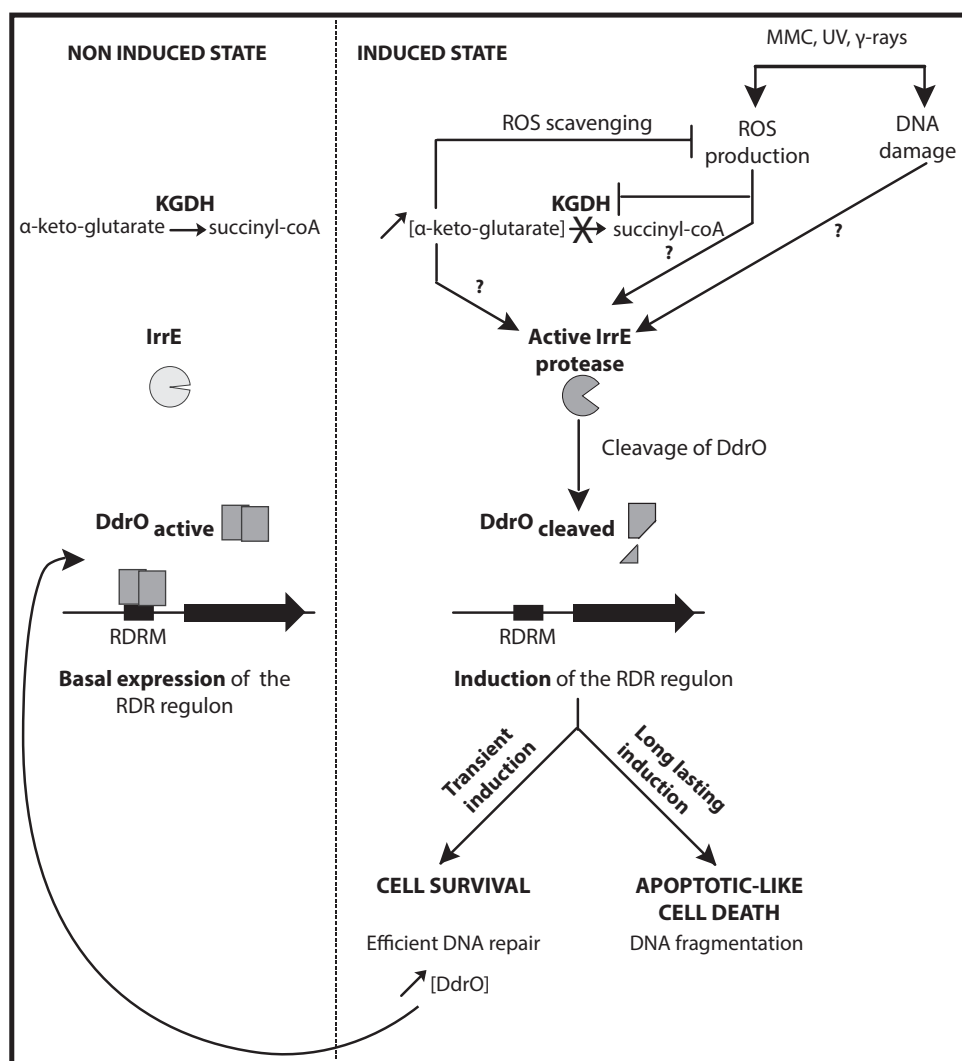 NON INDUCED STATE
KGDH
α-keto-glutarate
succinyl-coA
IrrE
DdrO active
RDRM
Basal expression of the
RDR regulon
INDUCED STATE
MMC, UV, γ-rays
ROS scavenging
ROS
production
DNA
damage
KGDH
[α-keto-glutarate]
succinyl-coA
?
?
?
Active IrrE
protease
Cleavage of DdrO
DdrO cleaved
RDRM
Induction of the RDR regulon
Transient
induction
Long lasting
induction
CELL SURVIVAL
Efficient DNA repair
[DdrO]
APOPTOTIC-LIKE
CELL DEATH
DNA fragmentation